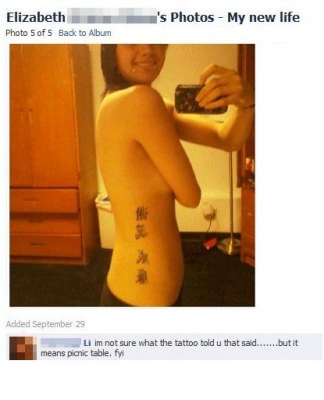 Elizabeth 's Photos - My new life
Photo 5 of 5 Back to Album
Added September 29
Li im not sure what the tattoo told u that said.......but it
means picnic table. fyi